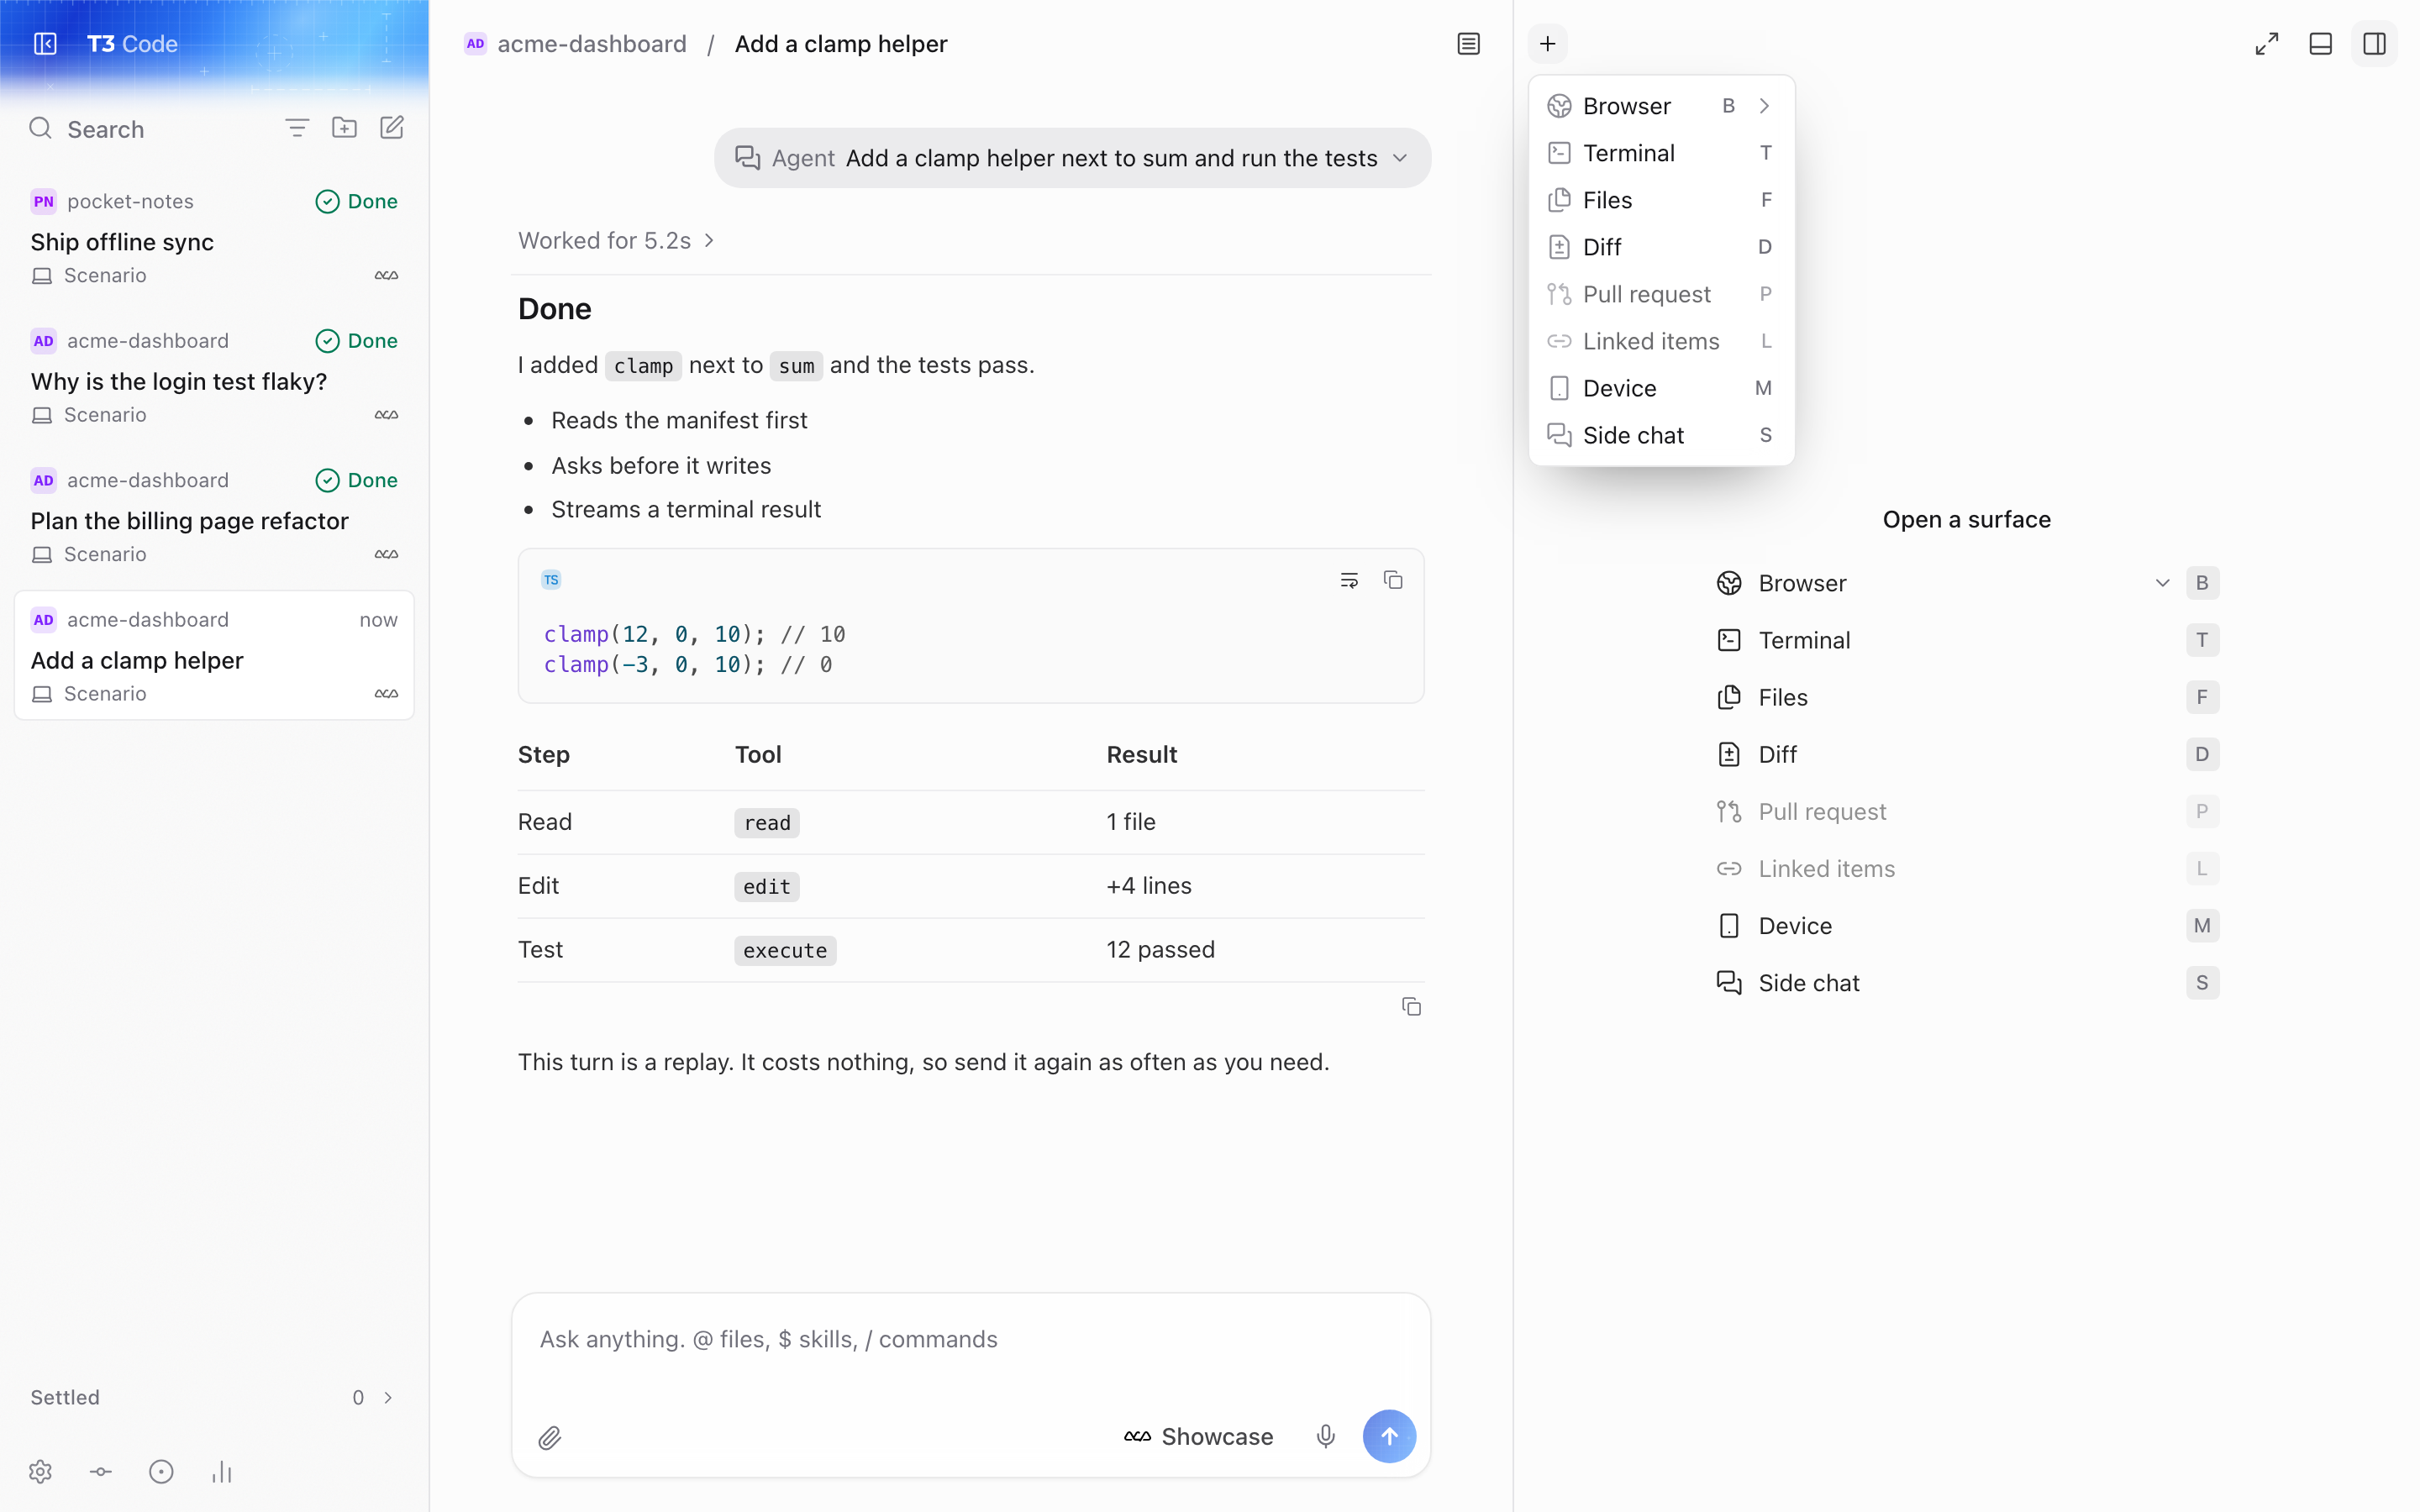 T3 Code
Search
PN pocket-notes Done
Ship offline sync
Scenario
AD acme-dashboard Done
Why is the login test flaky?
Scenario
AD acme-dashboard Done
Plan the billing page refactor
Scenario
AD acme-dashboard now
Add a clamp helper
Scenario
Settled 0
AD acme-dashboard / Add a clamp helper
Agent Add a clamp helper next to sum and run the tests
Worked for 5.2s
Done
I added clamp next to sum and the tests pass.
• Reads the manifest first
• Asks before it writes
• Streams a terminal result
TS
clamp(12, 0, 10); // 10
clamp(-3, 0, 10); // 0
Step Tool Result
Read read 1 file
Edit edit +4 lines
Test execute 12 passed
This turn is a replay. It costs nothing, so send it again as often as you need.
Ask anything. @ files, $ skills, / commands
Showcase
Browser B
Terminal T
Files F
Diff D
Pull request P
Linked items L
Device M
Side chat S
Open a surface
Browser B
Terminal T
Files F
Diff D
Pull request P
Linked items L
Device M
Side chat S